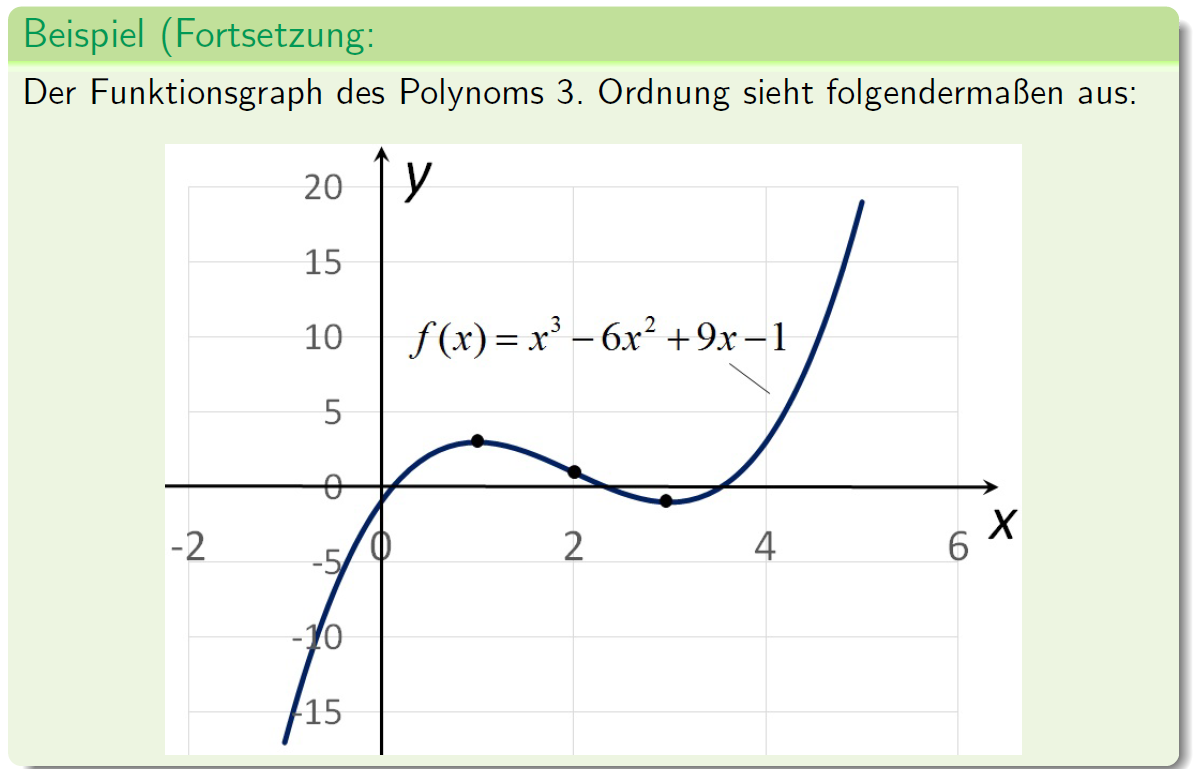 Beispiel (Fortsetzung:
Der Funktionsgraph des Polynoms 3. Ordnung sieht folgendermaßen aus:
y
20
15
10
f(x) = x³ − 6x² + 9x − 1
5
0
x
-2 0 2 4 6
-5
-10
-15